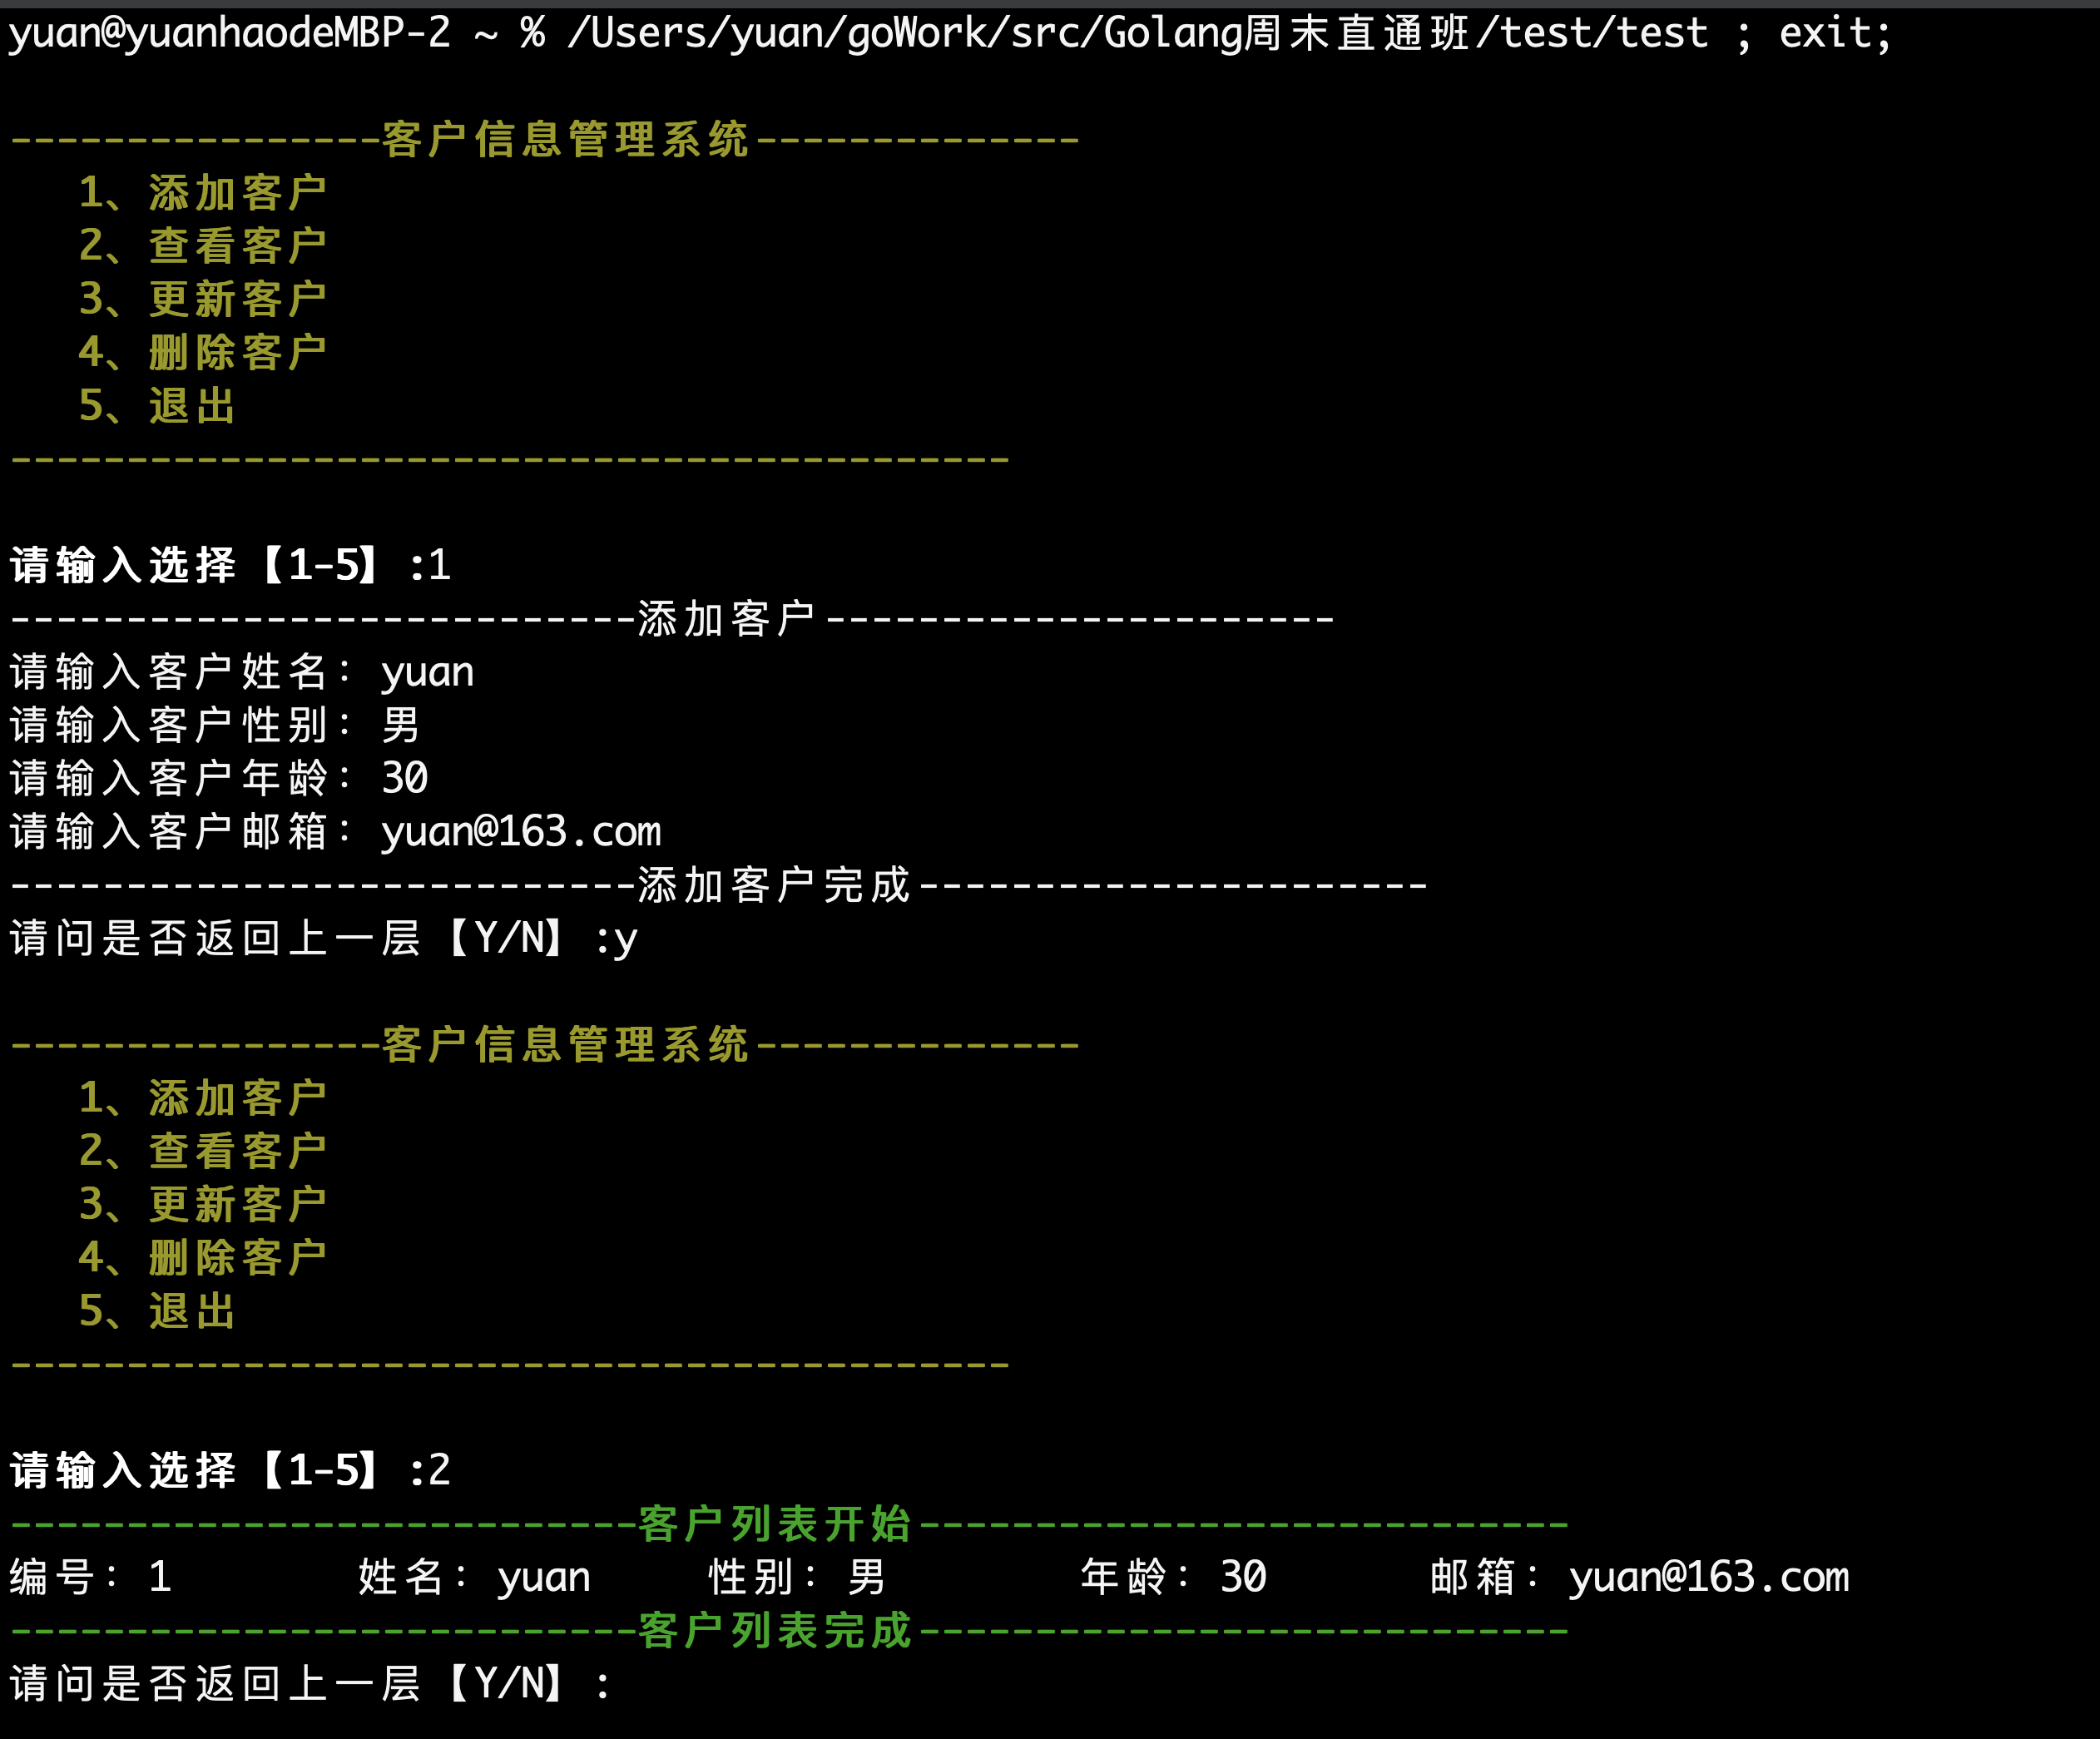 yuan@yuanhaodeMBP-2 ~ % /Users/yuan/goWork/src/Golang周末直通班/test/test ; exit;
----------------客户信息管理系统--------------
1、添加客户
2、查看客户
3、更新客户
4、删除客户
5、退出
-------------------------------------------
请输入选择【1-5】:1
---------------------------添加客户----------------------
请输入客户姓名：yuan
请输入客户性别：男
请输入客户年龄：30
请输入客户邮箱：yuan@163.com
---------------------------添加客户完成----------------------
请问是否返回上一层【Y/N】:y
----------------客户信息管理系统--------------
1、添加客户
2、查看客户
3、更新客户
4、删除客户
5、退出
-------------------------------------------
请输入选择【1-5】:2
---------------------------客户列表开始----------------------------
编号：1 姓名：yuan 性别：男 年龄：30 邮箱：yuan@163.com
---------------------------客户列表完成----------------------------
请问是否返回上一层【Y/N】: